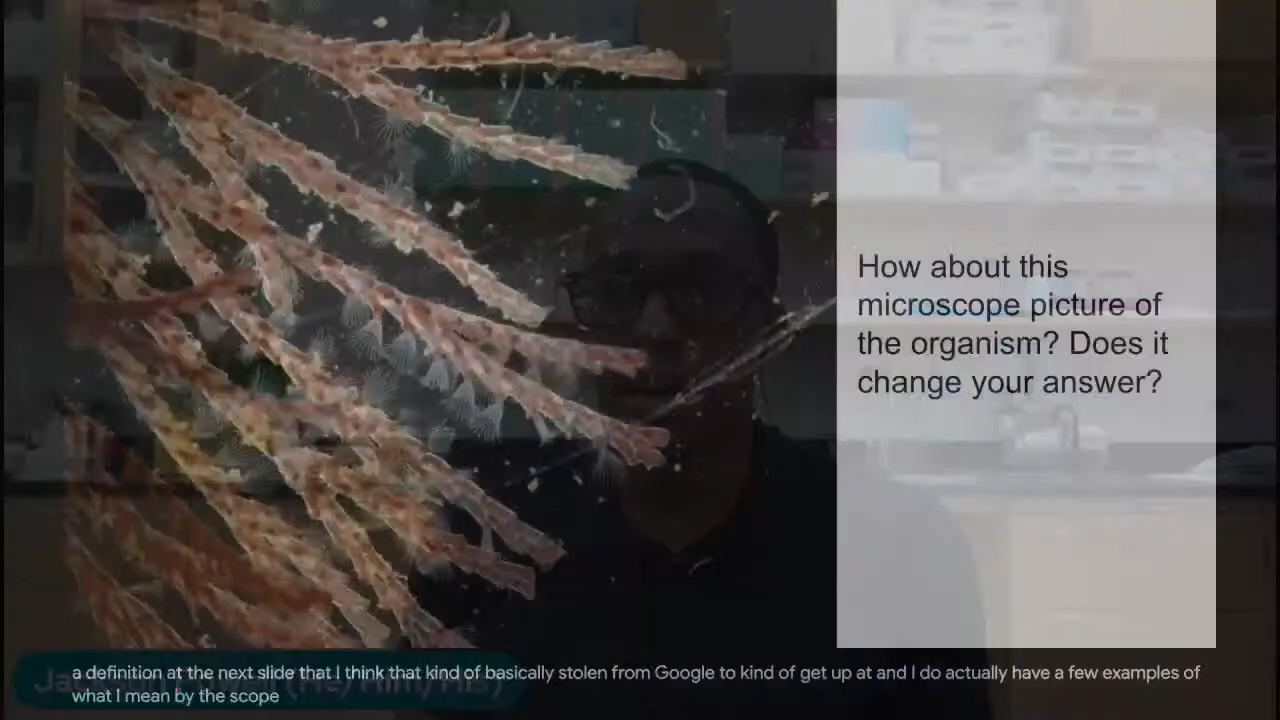 How about this
microscope picture of
the organism? Does it
change your answer?
a definition at the next slide that I think that kind of basically stolen from Google to kind of get up at and I do actually have a few examples of
what I mean by the scope